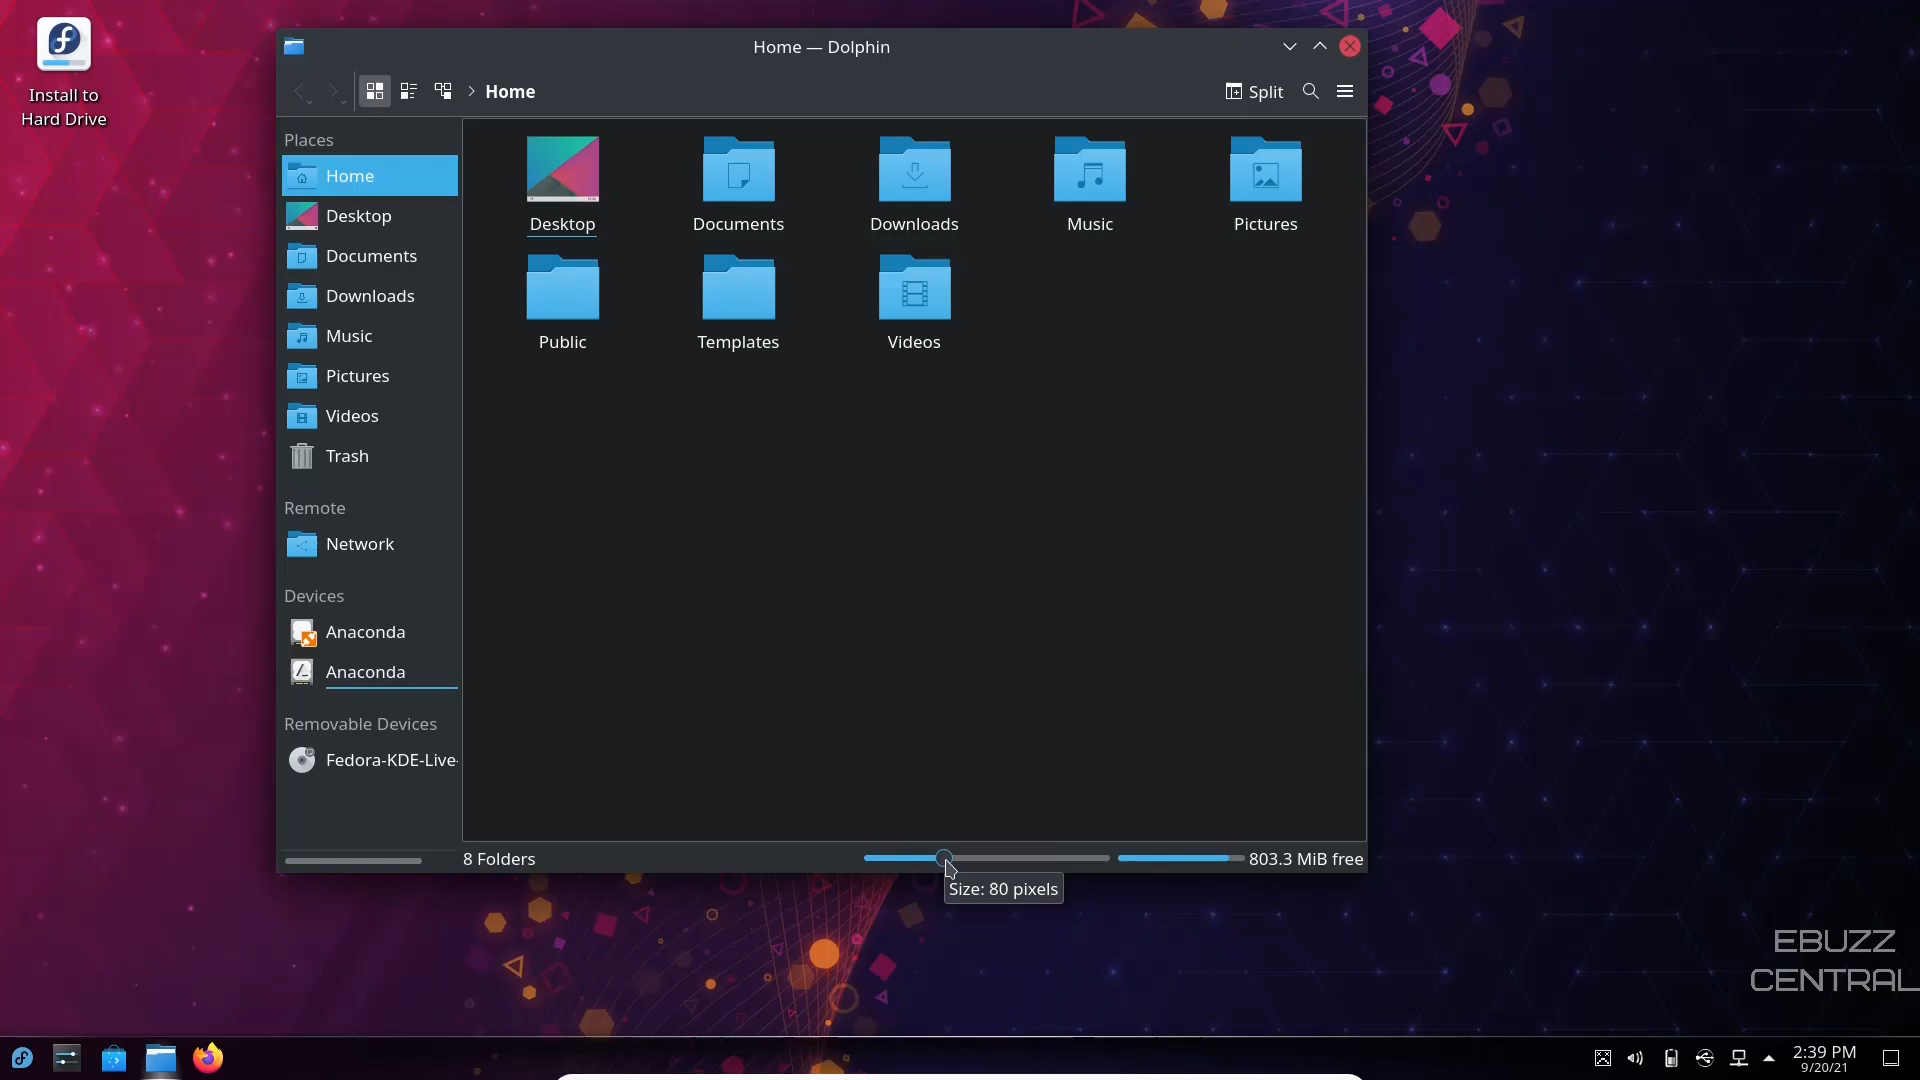 Install to
Hard Drive
Home — Dolphin
Home
Split
Places
Home
Desktop
Documents
Downloads
Music
Pictures
Videos
Trash
Remote
Network
Devices
Anaconda
Anaconda
Removable Devices
Fedora-KDE-Live-
Desktop
Documents
Downloads
Music
Pictures
Public
Templates
Videos
8 Folders
803.3 MiB free
Size: 80 pixels
EBUZZ
CENTRAL
2:39 PM
9/20/21